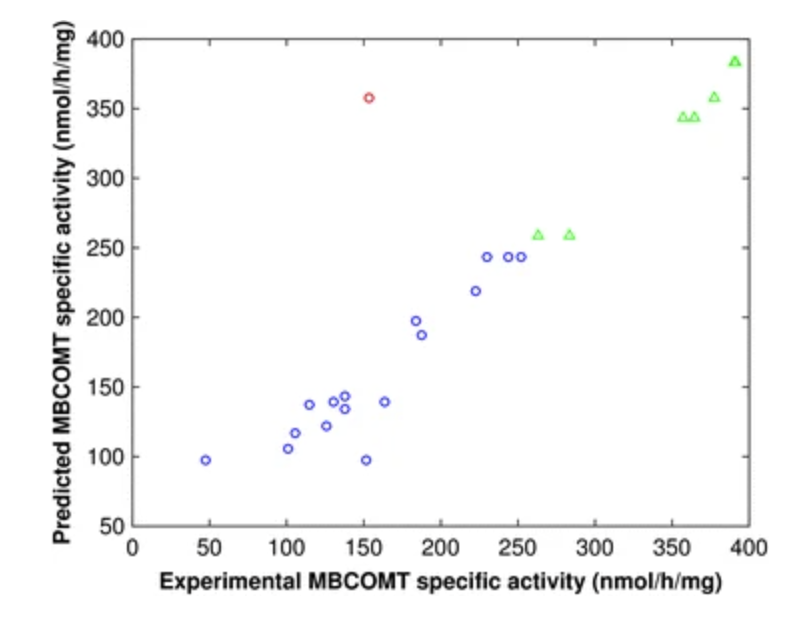 Predicted MBCOMT specific activity (nmol/h/mg)
400
350
300
250
200
150
100
50
0 50 100 150 200 250 300 350 400
Experimental MBCOMT specific activity (nmol/h/mg)